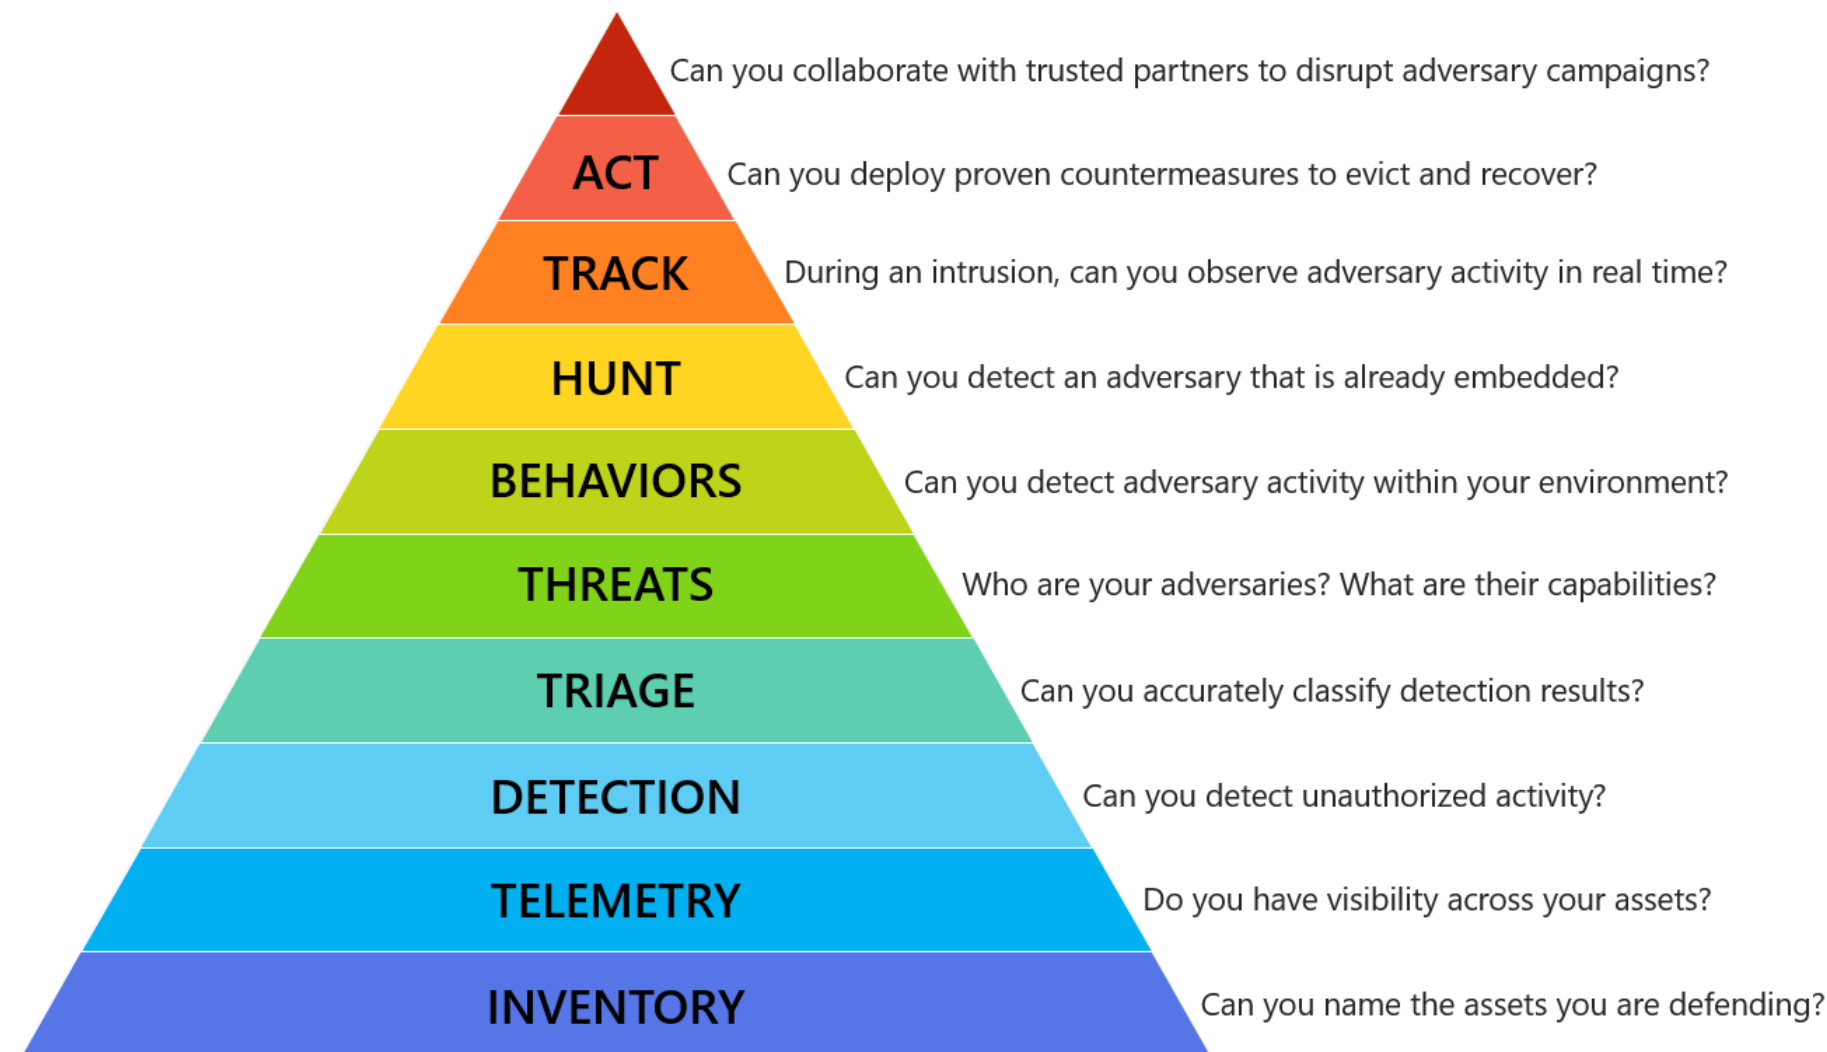 Can you collaborate with trusted partners to disrupt adversary campaigns?
ACT
Can you deploy proven countermeasures to evict and recover?
TRACK
During an intrusion, can you observe adversary activity in real time?
HUNT
Can you detect an adversary that is already embedded?
BEHAVIORS
Can you detect adversary activity within your environment?
THREATS
Who are your adversaries? What are their capabilities?
TRIAGE
Can you accurately classify detection results?
DETECTION
Can you detect unauthorized activity?
TELEMETRY
Do you have visibility across your assets?
INVENTORY
Can you name the assets you are defending?